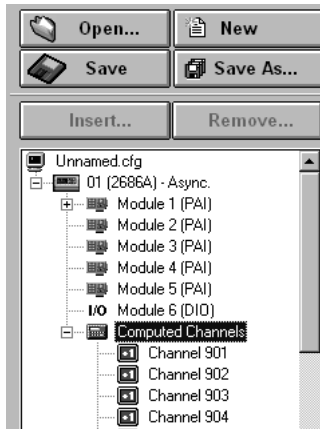 Open... New
Save Save As...
Insert... Remove...
Unnamed.cfg
01 (2686A) - Async.
Module 1 (PAI)
Module 2 (PAI)
Module 3 (PAI)
Module 4 (PAI)
Module 5 (PAI)
I/O Module 6 (DIO)
Computed Channels
Channel 901
Channel 902
Channel 903
Channel 904